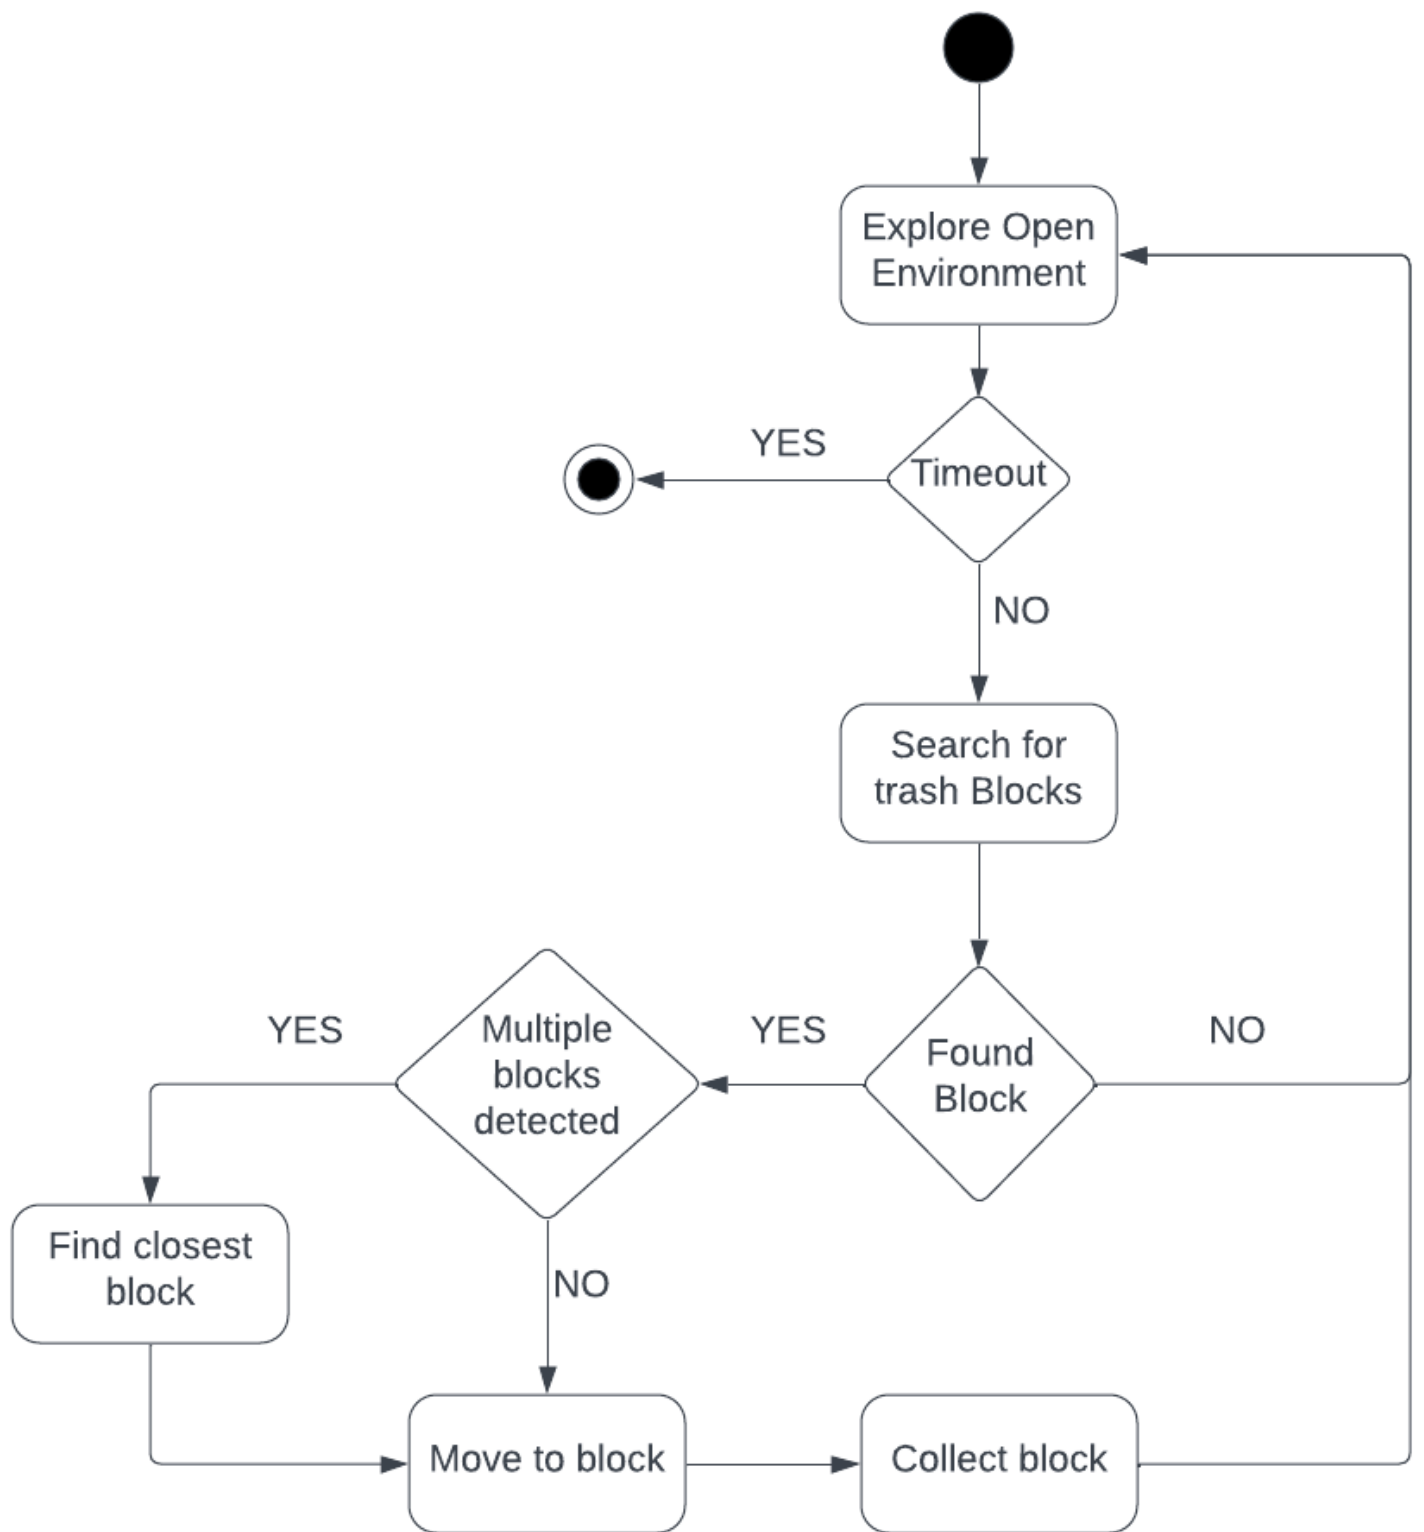 Explore Open
Environment
YES
Timeout
NO
Search for
trash Blocks
YES
Multiple
blocks
detected
YES
Found
Block
NO
Find closest
block
NO
Move to block
Collect block